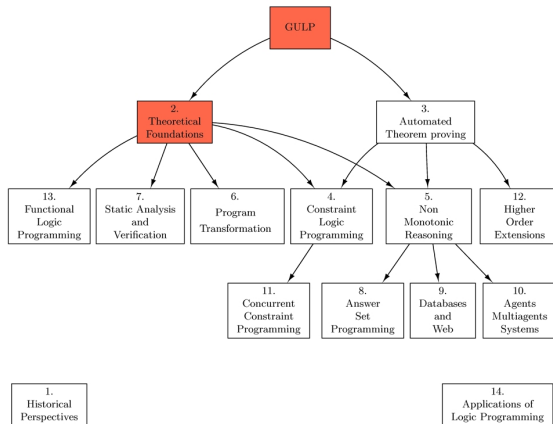 GULP
2.
Theoretical
Foundations
3.
Automated
Theorem proving
13.
Functional
Logic
Programming
7.
Static Analysis
and
Verification
6.
Program
Transformation
4.
Constraint
Logic
Programming
5.
Non
Monotonic
Reasoning
12.
Higher
Order
Extensions
11.
Concurrent
Constraint
Programming
8.
Answer
Set
Programming
9.
Databases
and
Web
10.
Agents
Multiagents
Systems
1.
Historical
Perspectives
14.
Applications of
Logic Programming